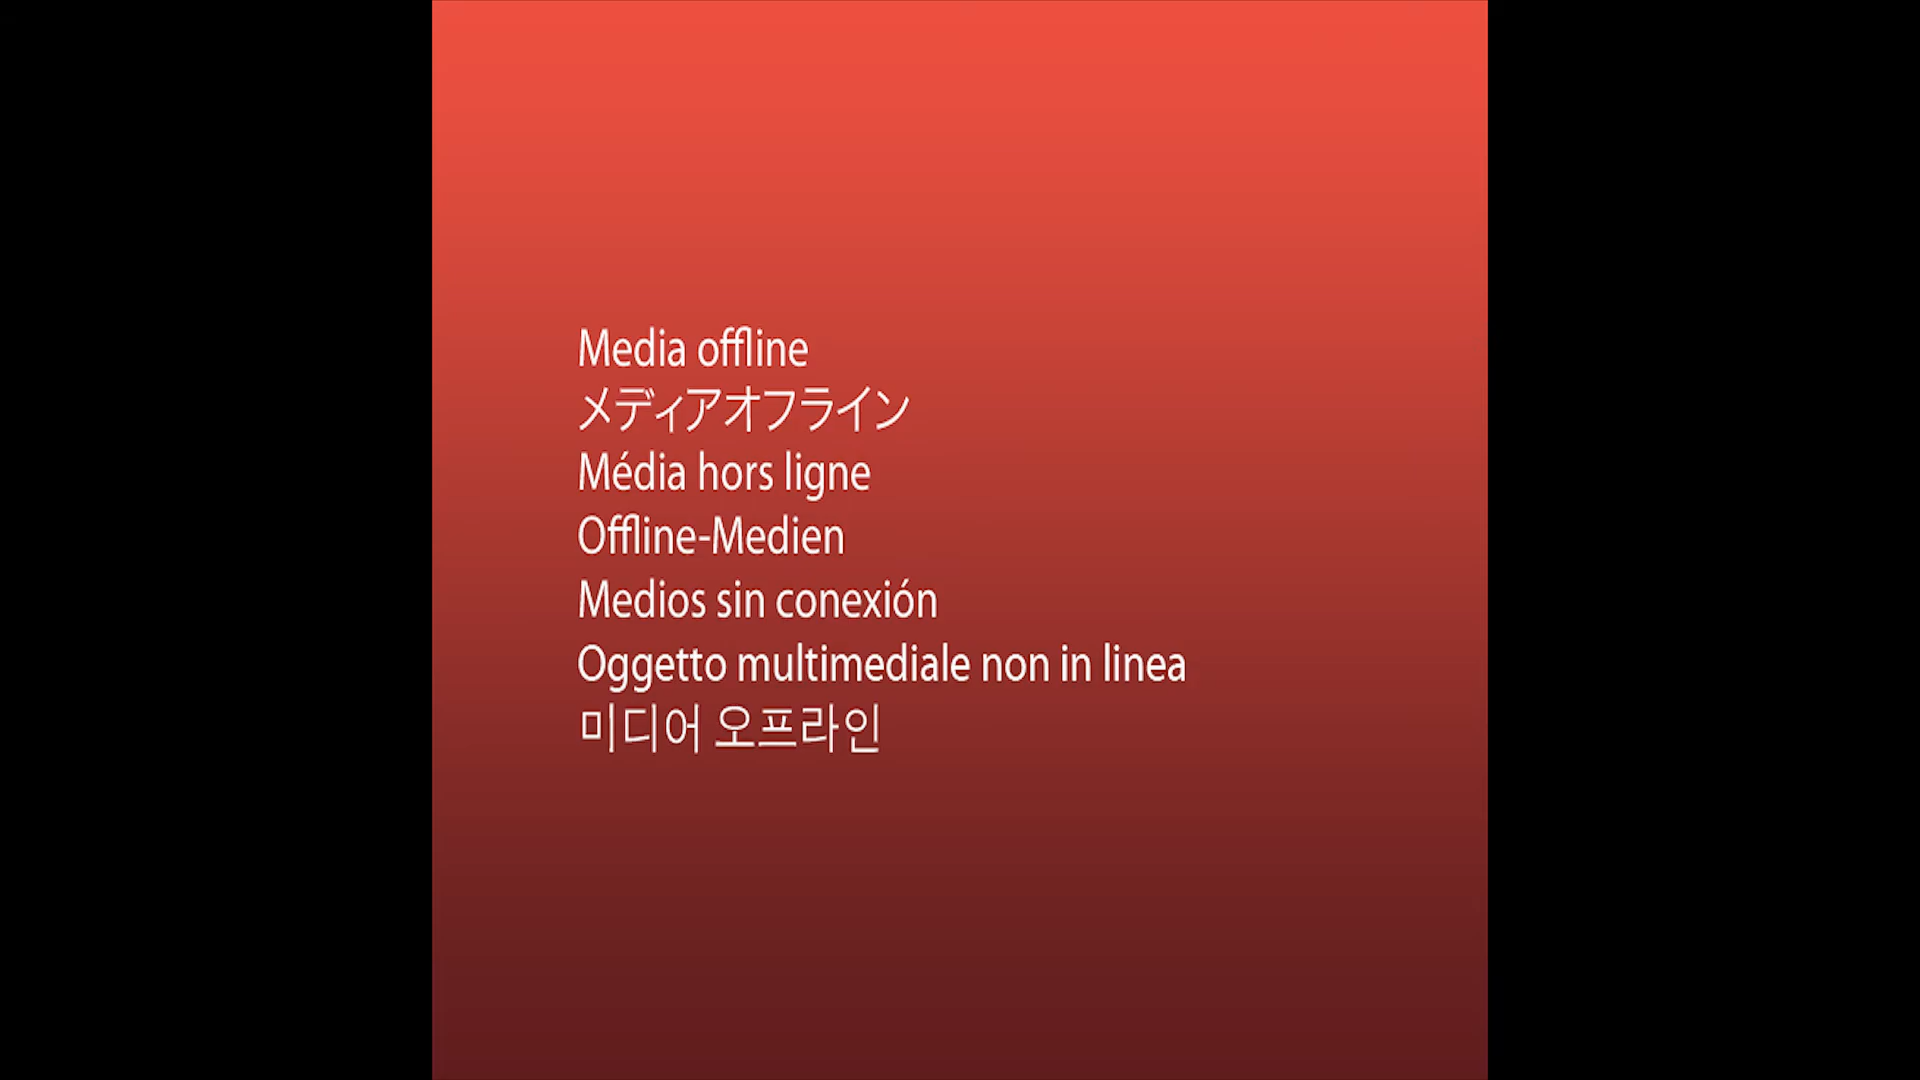 Media offline
メディアオフライン
Média hors ligne
Offline-Medien
Medios sin conexión
Oggetto multimediale non in linea
미디어 오프라인